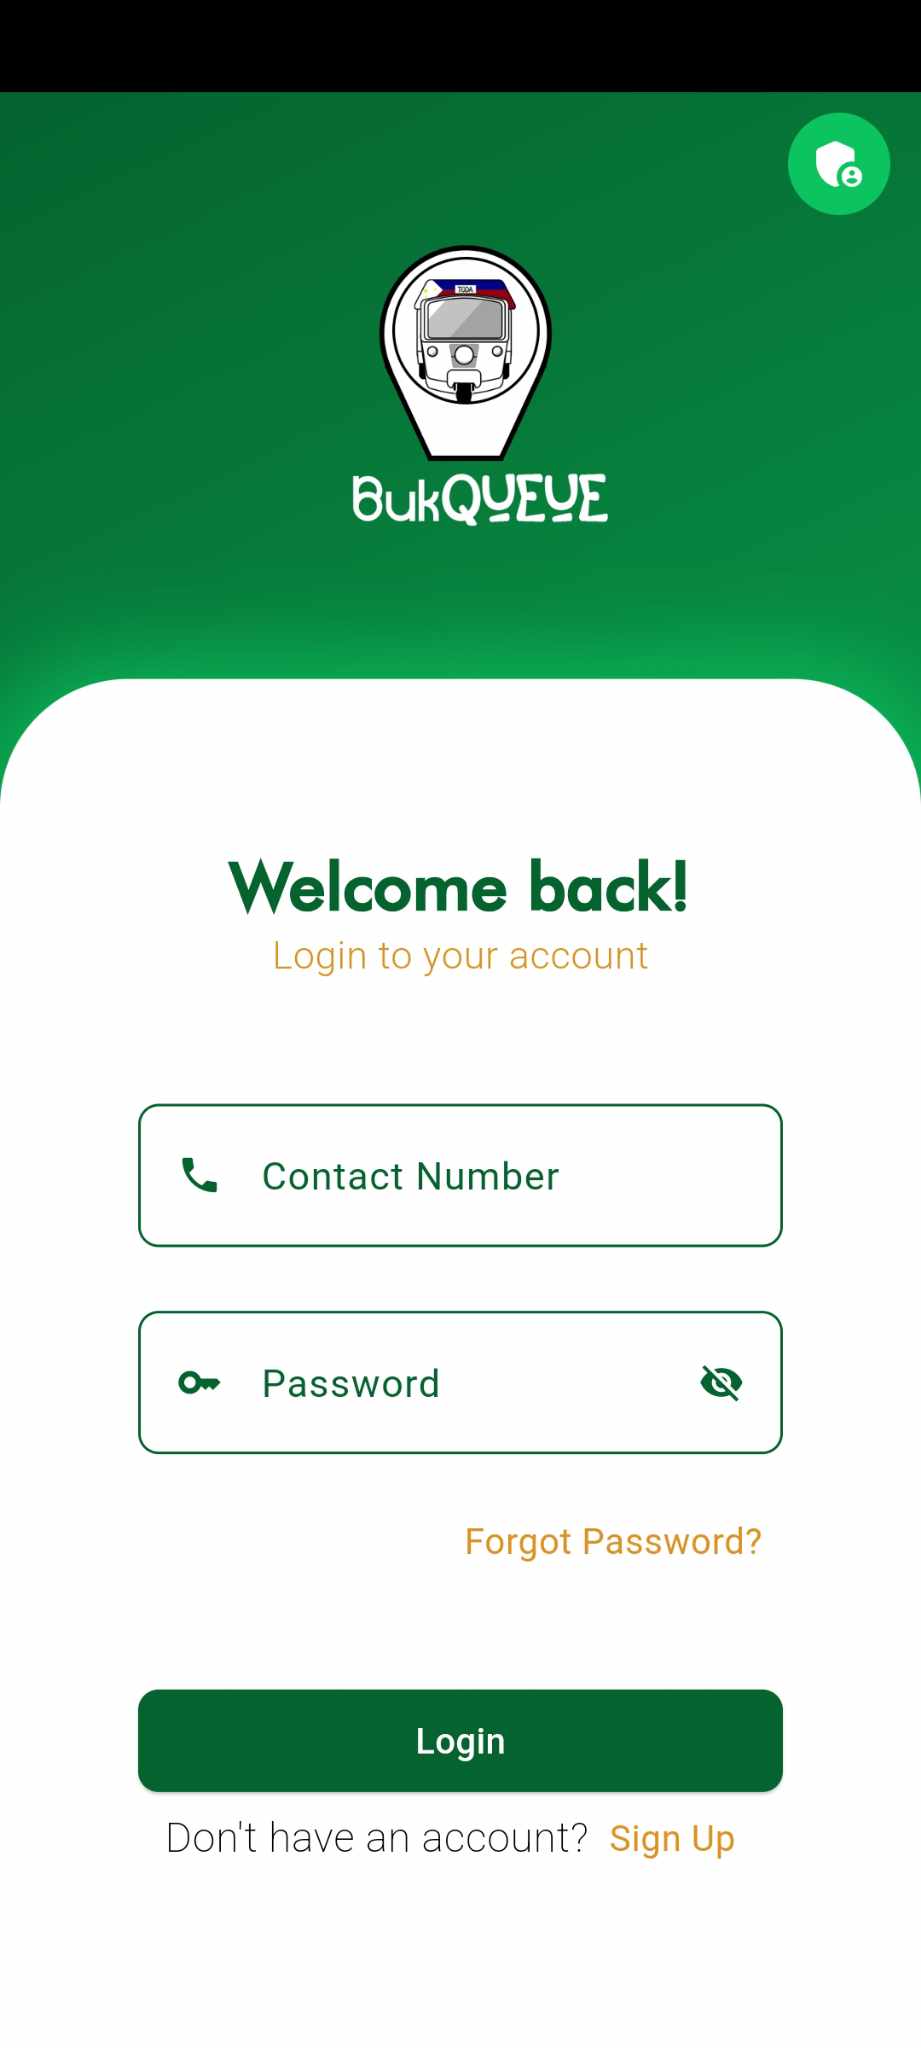 TODA
BukQUEUE
Welcome back!
Login to your account
Contact Number
Password
Forgot Password?
Login
Don't have an account? Sign Up